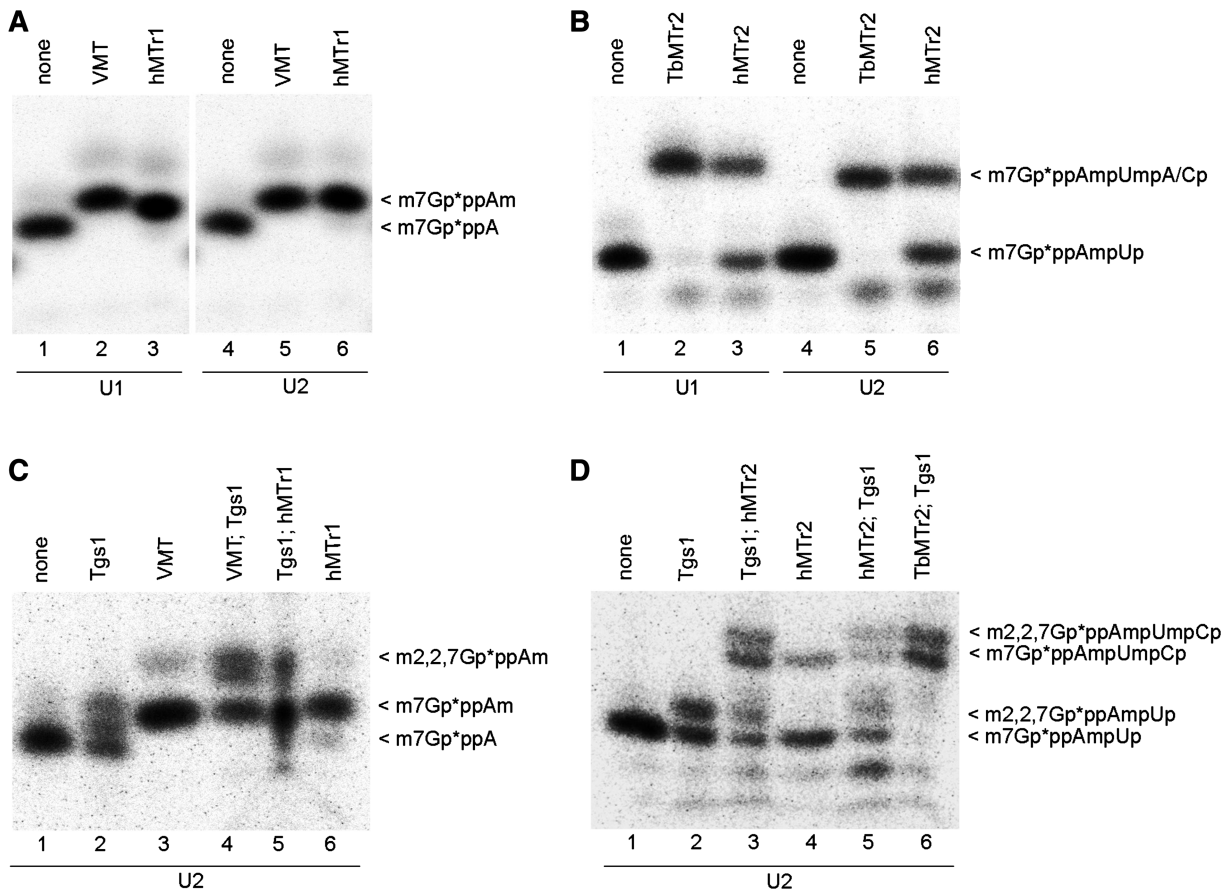 A
none
VMT
hMTr1
none
VMT
hMTr1
< m7Gp*ppAm
< m7Gp*ppA
1 2 3 4 5 6
U1 U2
B
none
TbMTr2
hMTr2
none
TbMTr2
hMTr2
< m7Gp*ppAmpUmpA/Cp
< m7Gp*ppAmpUp
1 2 3 4 5 6
U1 U2
C
none
Tgs1
VMT
VMT; Tgs1
Tgs1; hMTr1
hMTr1
< m2,2,7Gp*ppAm
< m7Gp*ppAm
< m7Gp*ppA
1 2 3 4 5 6
U2
D
none
Tgs1
Tgs1; hMTr2
hMTr2
hMTr2; Tgs1
TbMTr2; Tgs1
< m2,2,7Gp*ppAmpUmpCp
< m7Gp*ppAmpUmpCp
< m2,2,7Gp*ppAmpUp
< m7Gp*ppAmpUp
1 2 3 4 5 6
U2